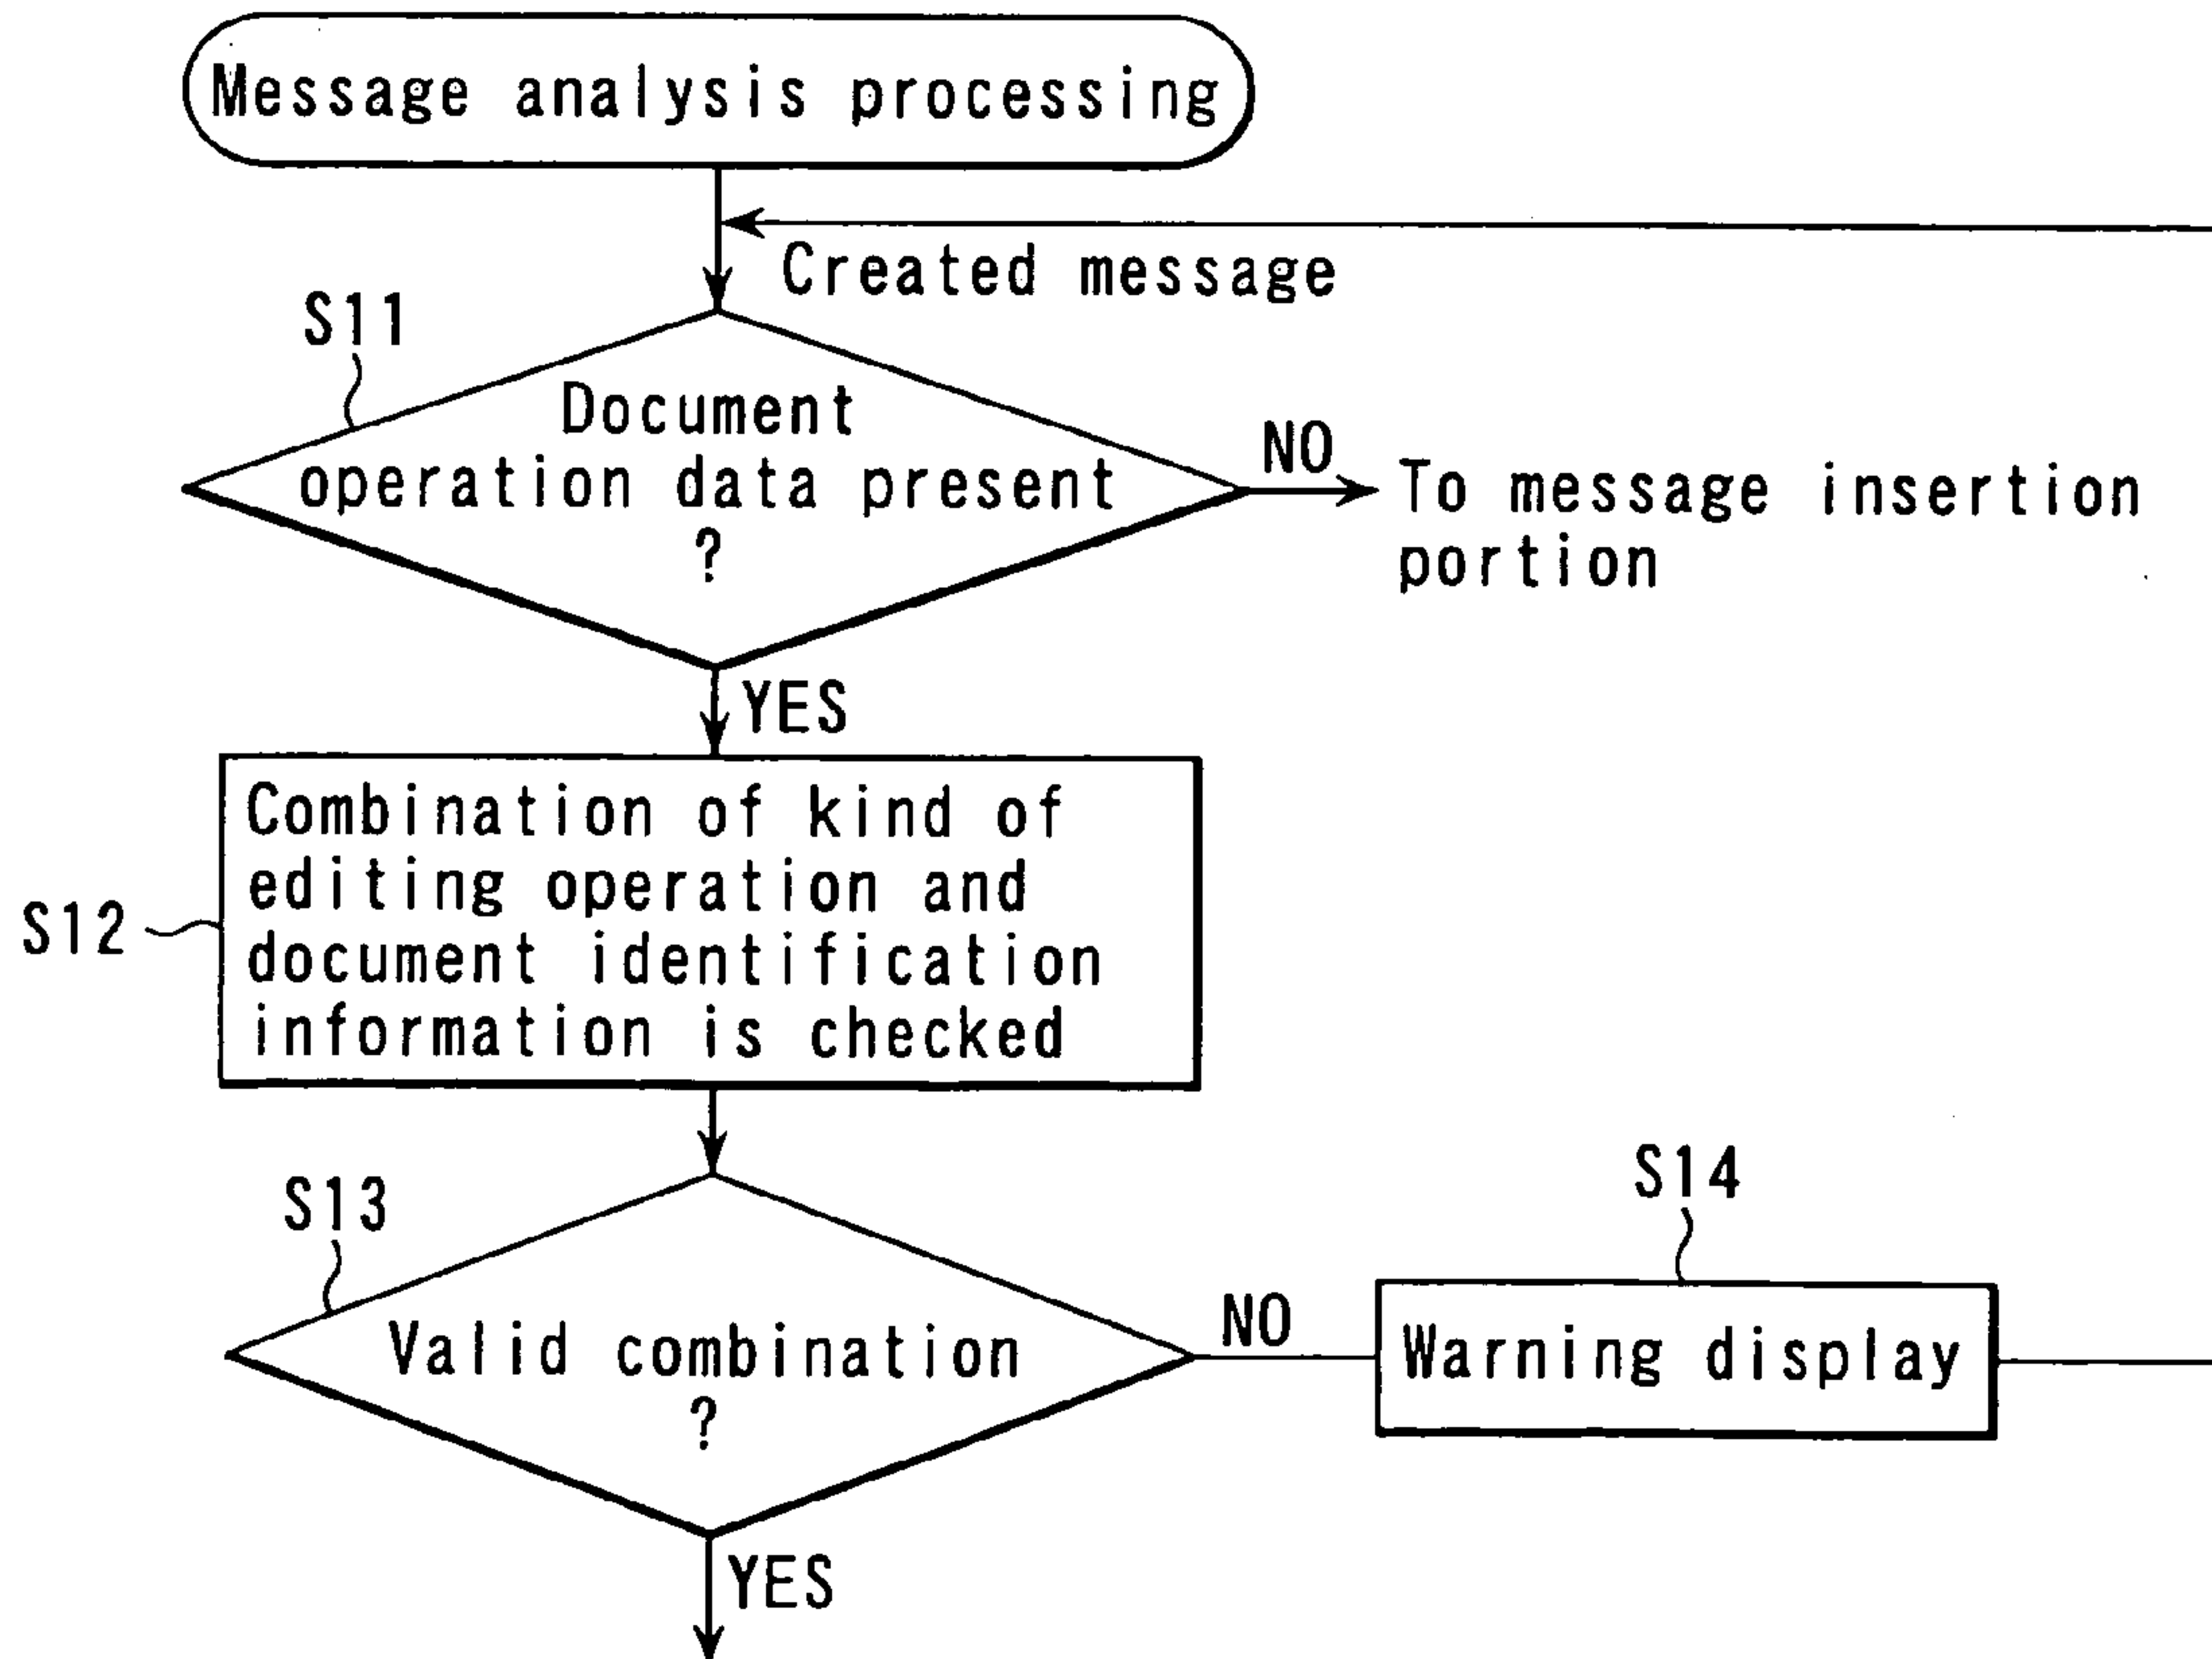 Message analysis processing
Created message
S11
Document
operation data present
?
NO
To message insertion
portion
YES
S12
Combination of kind of
editing operation and
document identification
information is checked
S13
Valid combination
?
NO
S14
Warning display
YES